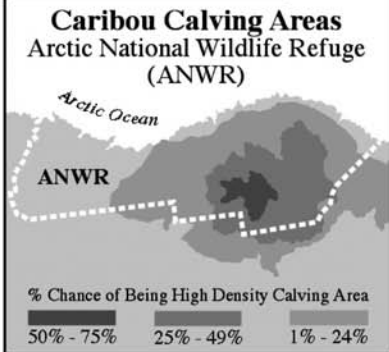 Caribou Calving Areas
Arctic National Wildlife Refuge
(ANWR)
Arctic Ocean
ANWR
% Chance of Being High Density Calving Area
50% - 75%
25% - 49%
1% - 24%